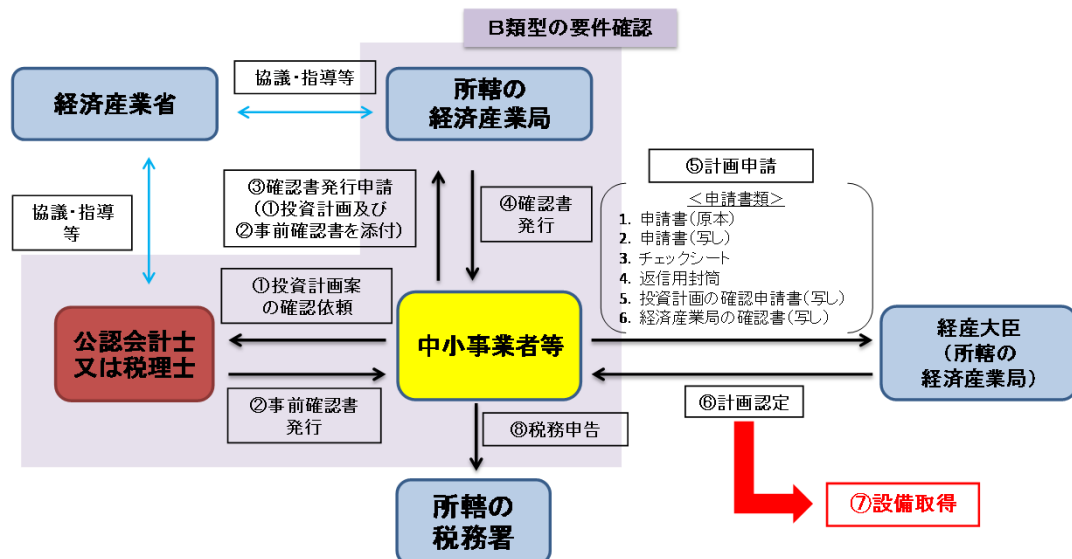 B類型の要件確認
経済産業省
協議・指導等
所轄の
経済産業局
協議・指導
等
③確認書発行申請
(①投資計画及び
②事前確認書を添付)
④確認書
発行
⑤計画申請
＜申請書類＞
1. 申請書(原本)
2. 申請書(写し)
3. チェックシート
4. 返信用封筒
5. 投資計画の確認申請書(写し)
6. 経済産業局の確認書(写し)
①投資計画案
の確認依頼
公認会計士
又は税理士
中小事業者等
経産大臣
(所轄の
経済産業局)
②事前確認書
発行
⑥計画認定
⑧税務申告
所轄の
税務署
⑦設備取得